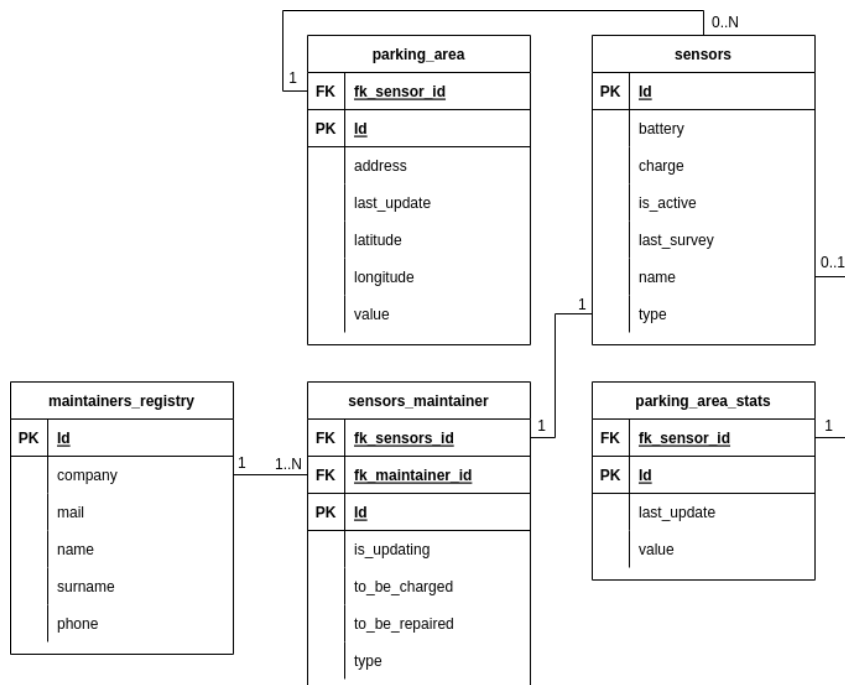 0..N
parking_area
sensors
1
FK fk_sensor_id
PK Id
PK Id
battery
address
charge
last_update
is_active
latitude
last_survey
0..1
longitude
name
1
value
type
maintainers_registry
sensors_maintainer
parking_area_stats
PK Id
FK fk_sensors_id
1
FK fk_sensor_id
1
1
1..N
company
FK fk_maintainer_id
PK Id
mail
PK Id
last_update
name
is_updating
value
surname
to_be_charged
phone
to_be_repaired
type